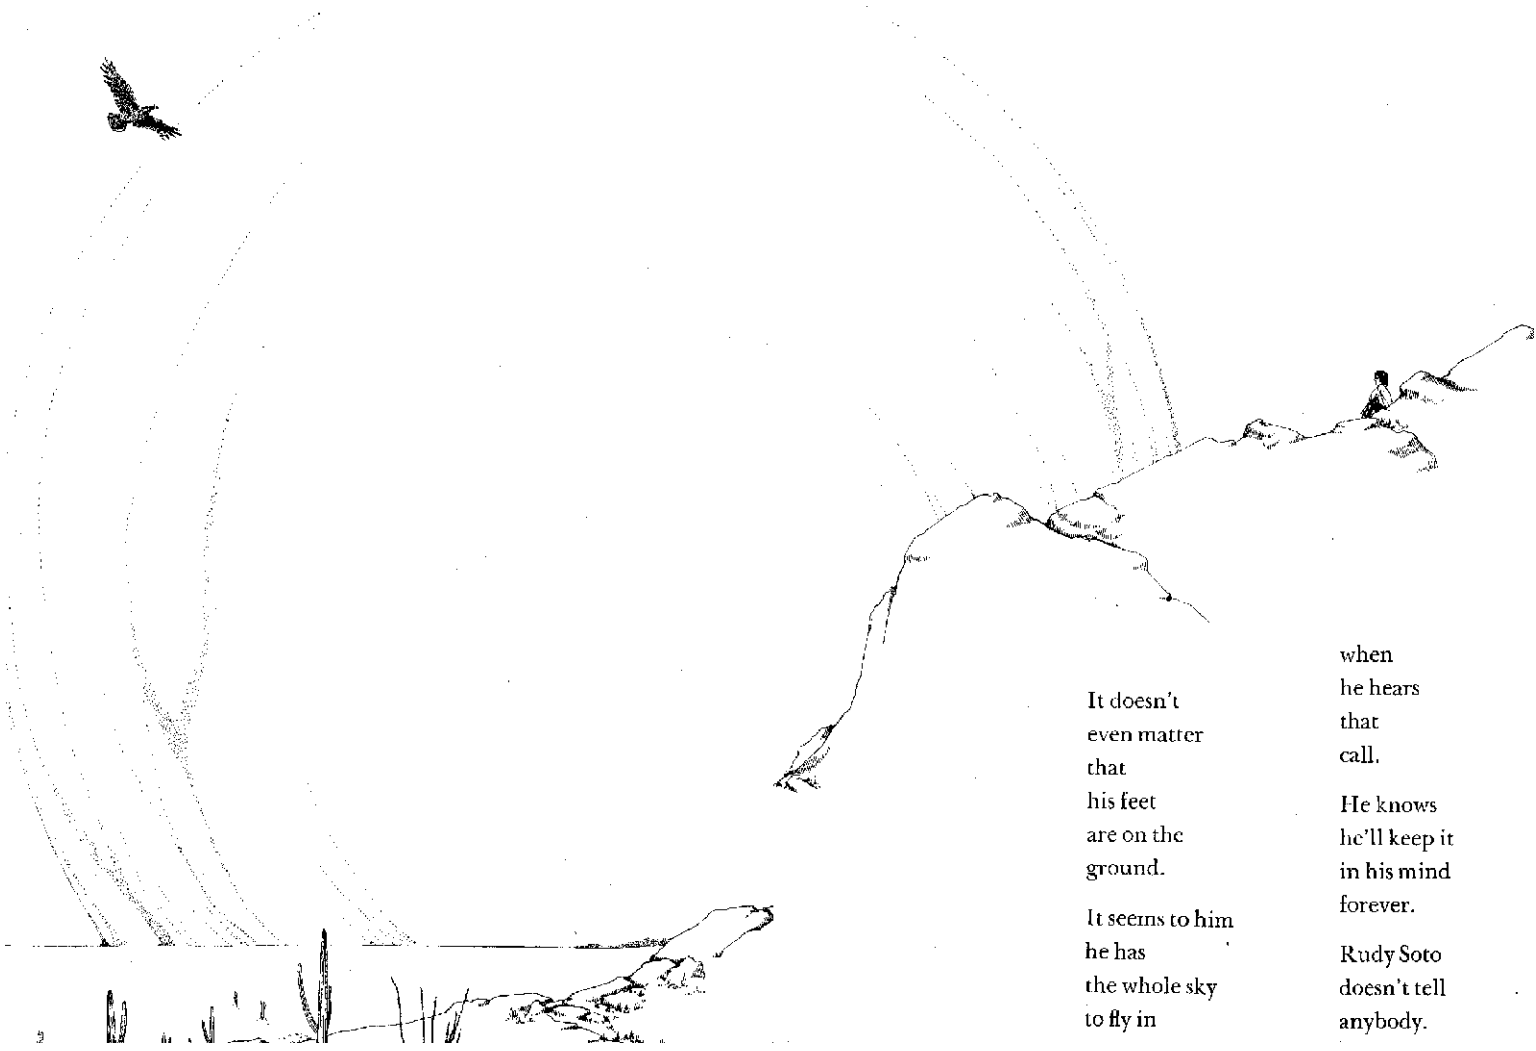 It doesn't
even matter
that
his feet
are on the
ground.
It seems to him
he has
the whole sky
to fly in
when
he hears
that
call.
He knows
he'll keep it
in his mind
forever.
Rudy Soto
doesn't tell
anybody.